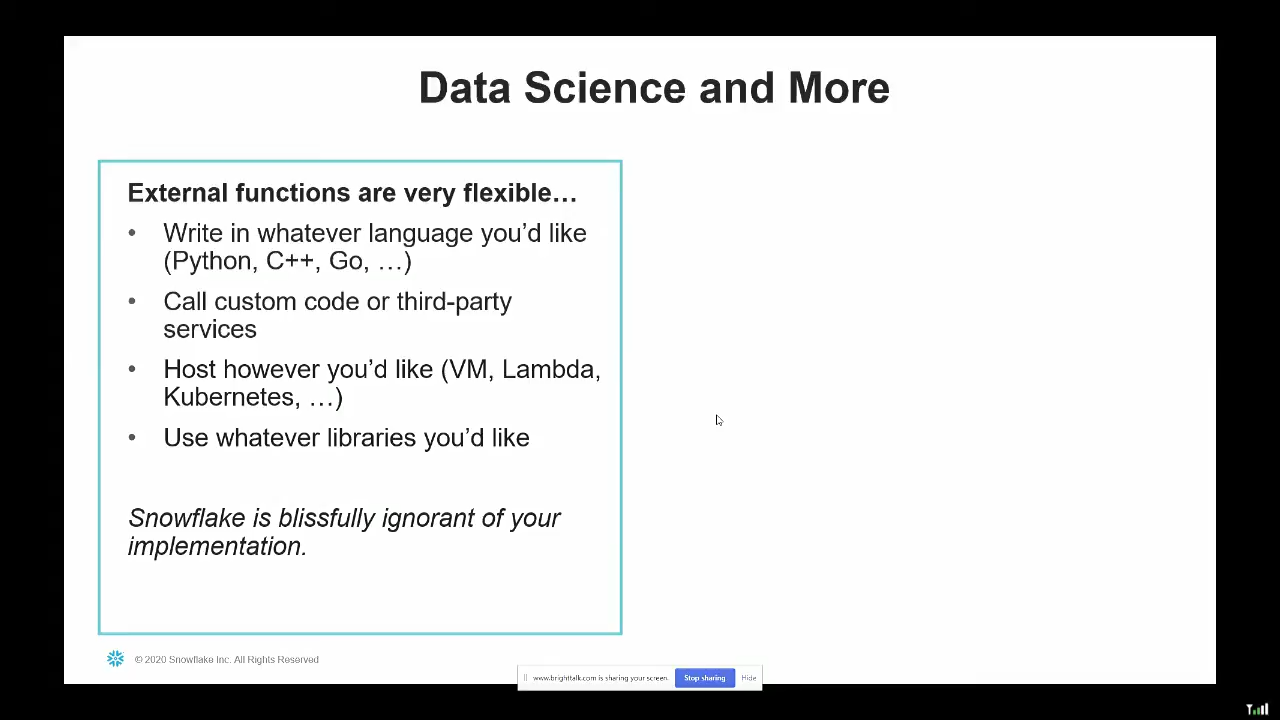 Data Science and More
External functions are very flexible…
• Write in whatever language you’d like
(Python, C++, Go, …)
• Call custom code or third-party
services
• Host however you’d like (VM, Lambda,
Kubernetes, …)
• Use whatever libraries you’d like
Snowflake is blissfully ignorant of your
implementation.
© 2020 Snowflake Inc. All Rights Reserved
www.brighttalk.com is sharing your screen. Stop sharing Hide